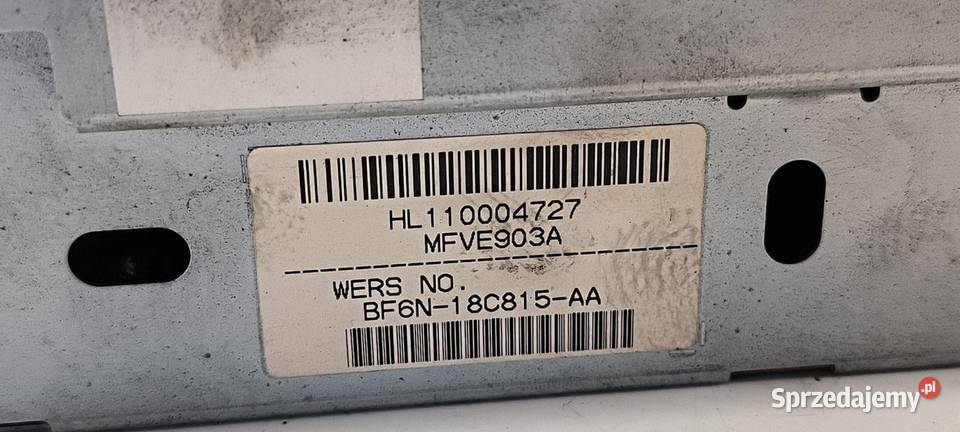 HL110004727
MFVE903A
WERS NO.
BF6N-18C815-AA
Sprzedajemy.pl